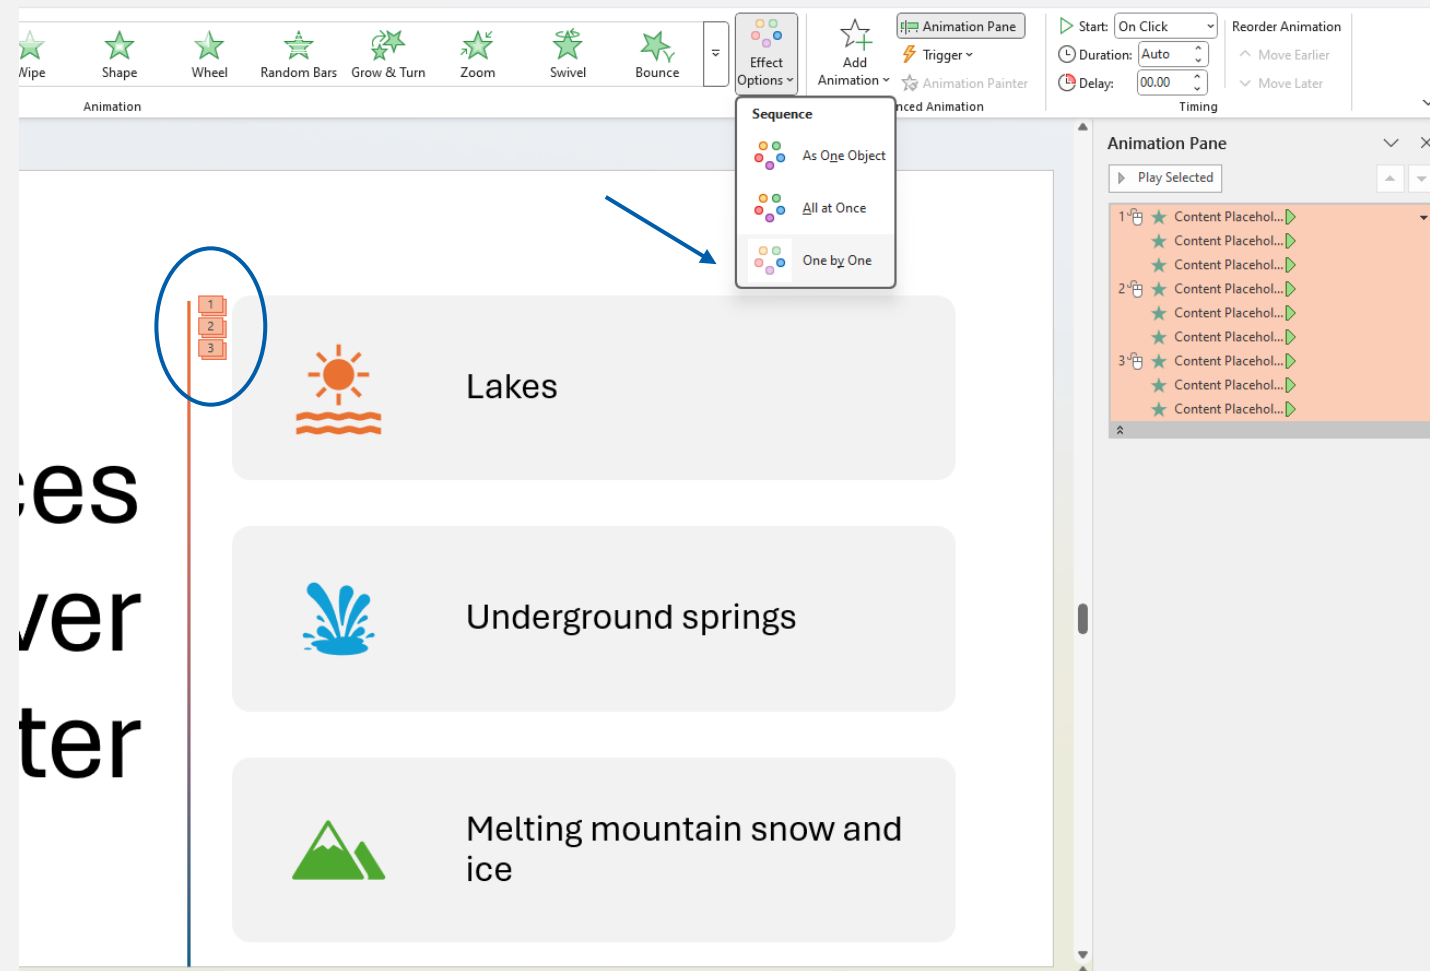 Wipe
Shape
Wheel
Random Bars
Grow & Turn
Zoom
Swivel
Bounce
Animation
Effect
Options
Add
Animation
Animation Pane
Trigger
Animation Painter
nced Animation
Start: On Click
Duration: Auto
Delay: 00.00
Reorder Animation
Move Earlier
Move Later
Timing
Sequence
As One Object
All at Once
One by One
Animation Pane
Play Selected
1 Content Placehol...
Content Placehol...
Content Placehol...
2 Content Placehol...
Content Placehol...
Content Placehol...
3 Content Placehol...
Content Placehol...
Content Placehol...
1
2
3
ces
ver
ter
Lakes
Underground springs
Melting mountain snow and
ice